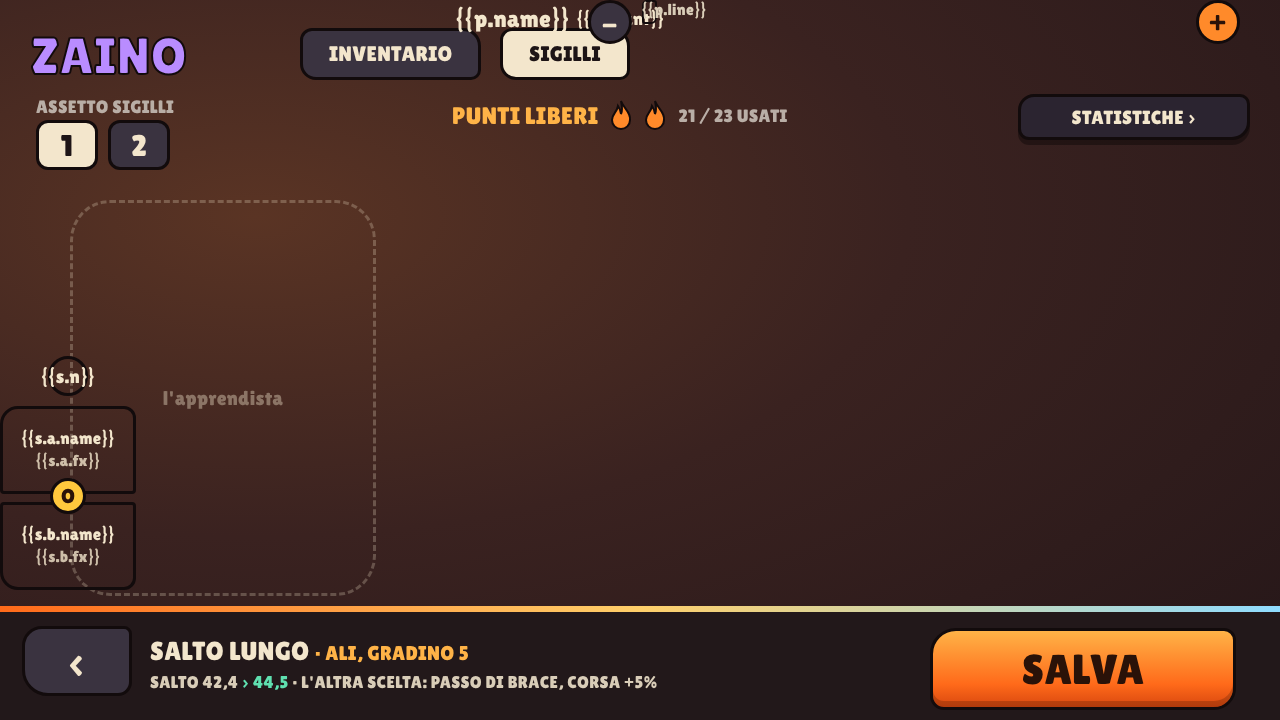 {{p.name}}
{{p.line}}
ZAINO
INVENTARIO
SIGILLI
–
+
ASSETTO SIGILLI
1
2
PUNTI LIBERI
21 / 23 USATI
STATISTICHE ›
l'apprendista
{{s.n}}
{{s.a.name}}
{{s.a.fx}}
O
{{s.b.name}}
{{s.b.fx}}
‹
SALTO LUNGO · ALI, GRADINO 5
SALTO 42,4 › 44,5 · L'ALTRA SCELTA: PASSO DI BRACE, CORSA +5%
SALVA